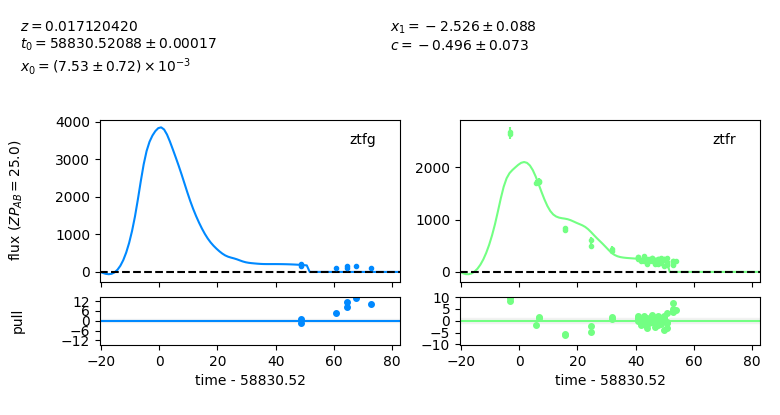 z = 0.017120420
t₀ = 58830.52088 ± 0.00017
x₀ = (7.53 ± 0.72) × 10⁻³
x₁ = −2.526 ± 0.088
c = −0.496 ± 0.073
flux (ZP_AB = 25.0)
4000
3000
2000
1000
0
ztfg
2000
1000
0
ztfr
pull
12
6
0
−6
−12
10
5
0
−5
−10
−20 0 20 40 60 80
time - 58830.52
−20 0 20 40 60 80
time - 58830.52